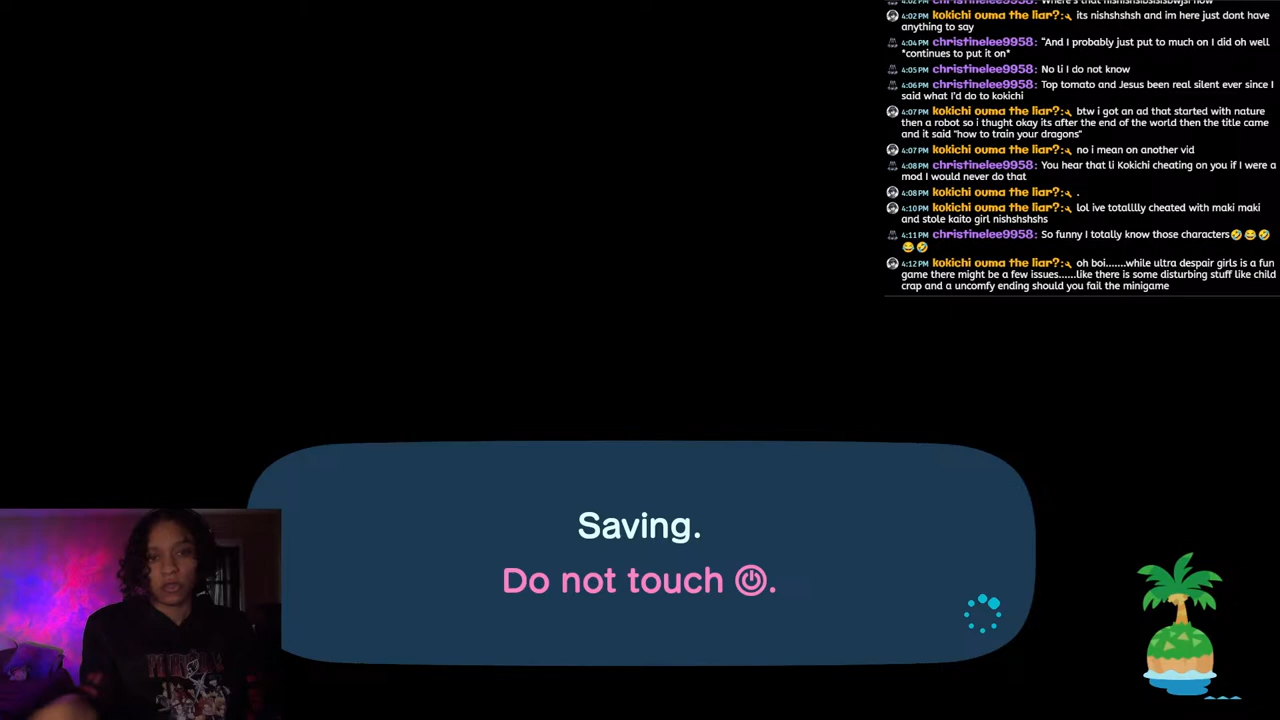 4:02 PM kokichi ouma the liar?: its nishshshsh and im here just dont have
anything to say
4:04 PM christinelee9958: “And I probably just put to much on I did oh well
*continues to put it on*
4:05 PM christinelee9958: No li I do not know
4:06 PM christinelee9958: Top tomato and Jesus been real silent ever since I
said what I'd do to kokichi
4:07 PM kokichi ouma the liar?: btw i got an ad that started with nature
then a robot so i thught okay its after the end of the world then the title came
and it said "how to train your dragons"
4:07 PM kokichi ouma the liar?: no i mean on another vid
4:08 PM christinelee9958: You hear that li Kokichi cheating on you if I were a
mod I would never do that
4:08 PM kokichi ouma the liar?: .
4:10 PM kokichi ouma the liar?: lol ive totalllly cheated with maki maki
and stole kaito girl nishshshshs
4:11 PM christinelee9958: So funny I totally know those characters🤣😂🤣
😂🤣
4:12 PM kokichi ouma the liar?: oh boi.......while ultra despair girls is a fun
game there might be a few issues......like there is some disturbing stuff like child
crap and a uncomfy ending should you fail the minigame
Saving.
Do not touch ⏻.